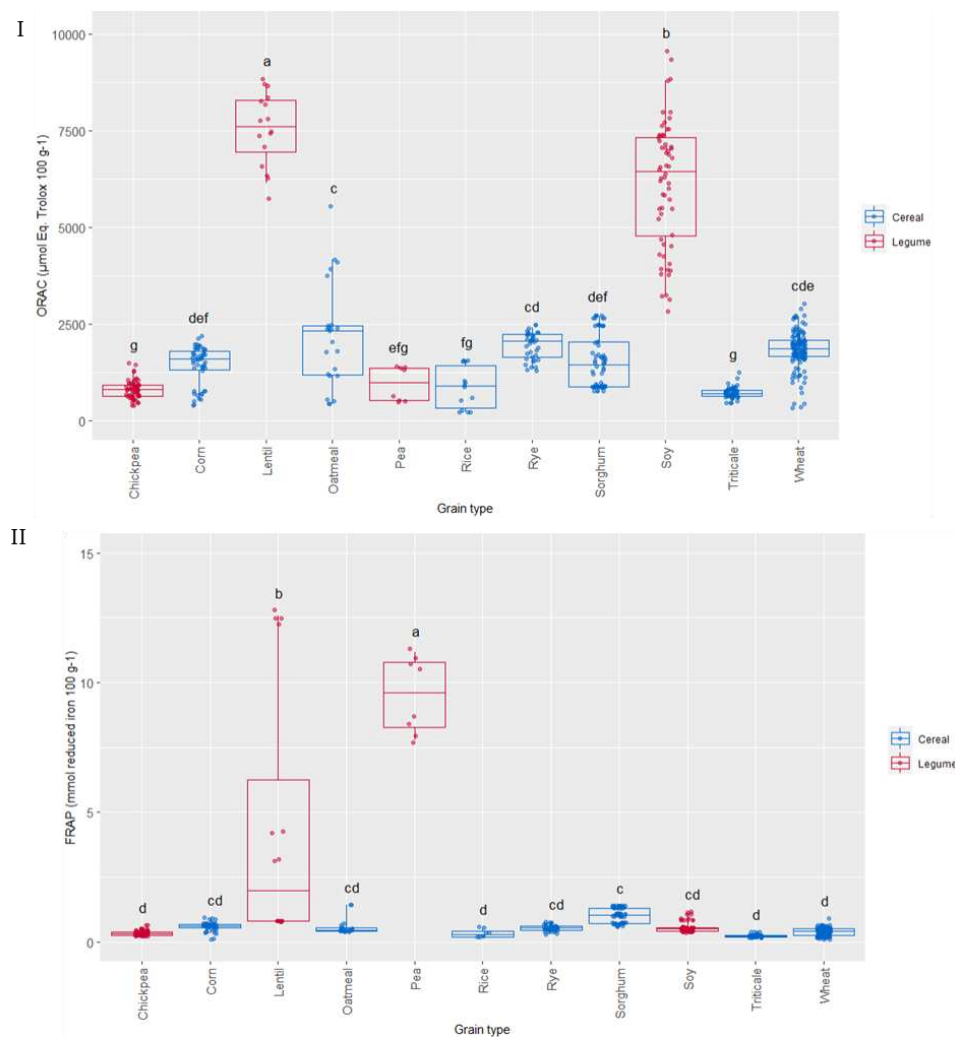 I
10000
7500
5000
2500
0
ORAC (µmol Eq. Trolox 100 g-1)
g
def
a
c
efg
fg
cd
def
b
g
cde
Chickpea
Corn
Lentil
Oatmeal
Pea
Rice
Rye
Sorghum
Soy
Triticale
Wheat
Grain type
Cereal
Legume
II
15
10
5
0
FRAP (mmol reduced iron 100 g-1)
d
cd
b
cd
a
d
cd
c
cd
d
d
Chickpea
Corn
Lentil
Oatmeal
Pea
Rice
Rye
Sorghum
Soy
Triticale
Wheat
Grain type
Cereal
Legume